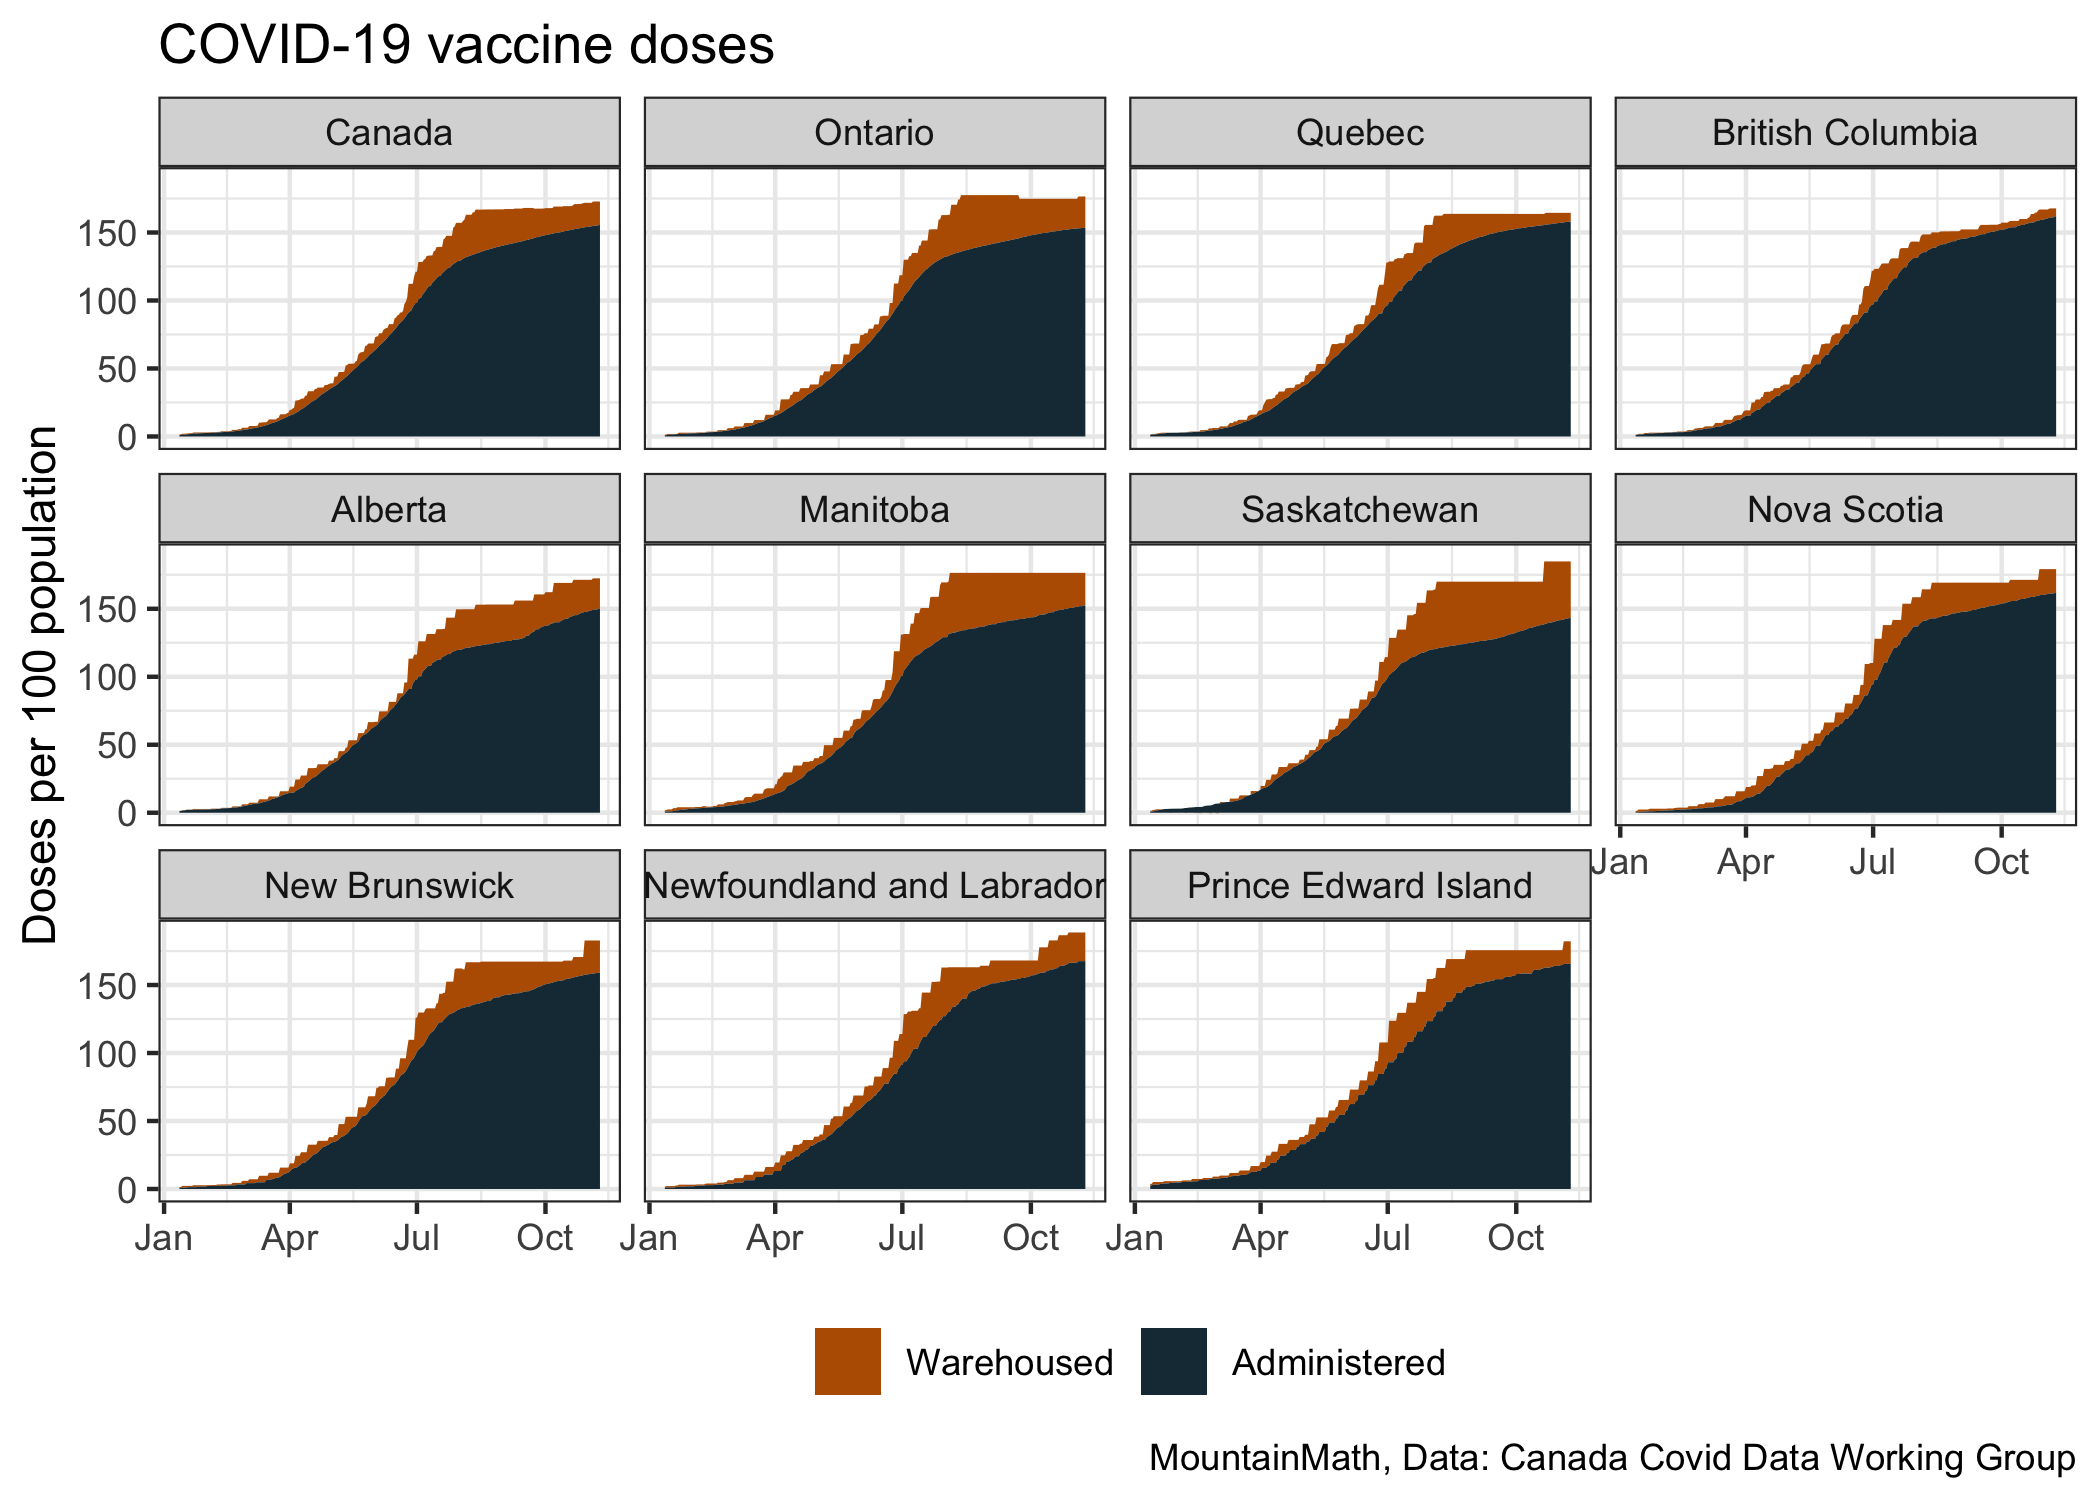 COVID-19 vaccine doses
Canada
Ontario
Quebec
British Columbia
150
100
50
0
Alberta
Manitoba
Saskatchewan
Nova Scotia
150
100
50
0
Jan Apr Jul Oct
New Brunswick
Newfoundland and Labrador
Prince Edward Island
150
100
50
0
Jan Apr Jul Oct
Jan Apr Jul Oct
Jan Apr Jul Oct
Doses per 100 population
Warehoused
Administered
MountainMath, Data: Canada Covid Data Working Group